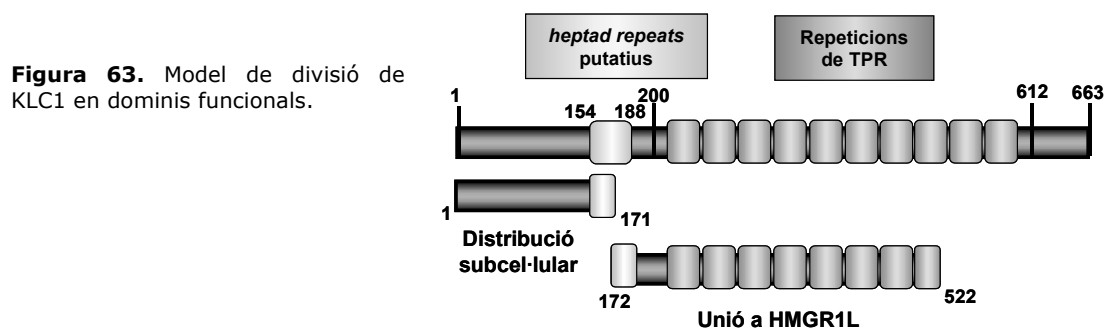 Figura 63. Model de divisió de
KLC1 en dominis funcionals.
heptad repeats
putatius
Repeticions
de TPR
1
154
188
200
612
663
1
171
Distribució
subcel·lular
172
522
Unió a HMGR1L